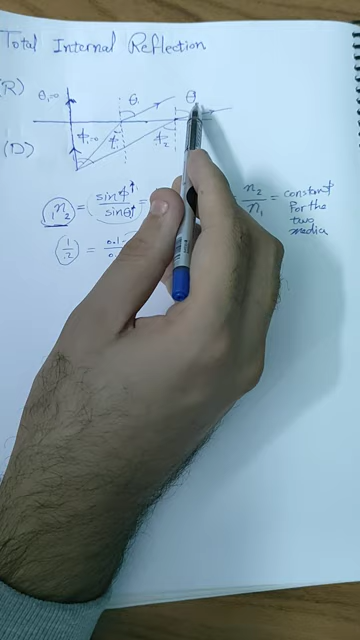 Total Internal Reflection
(R) θ₁=0 θ₁ θ
(D) ϕ₁=0 ϕ₁ ϕ₂
₁n₂ = sinϕ↑ / sinθ↑ = n₂ / n₁ = constant
For the
two
media
1 / .2 = 0.1